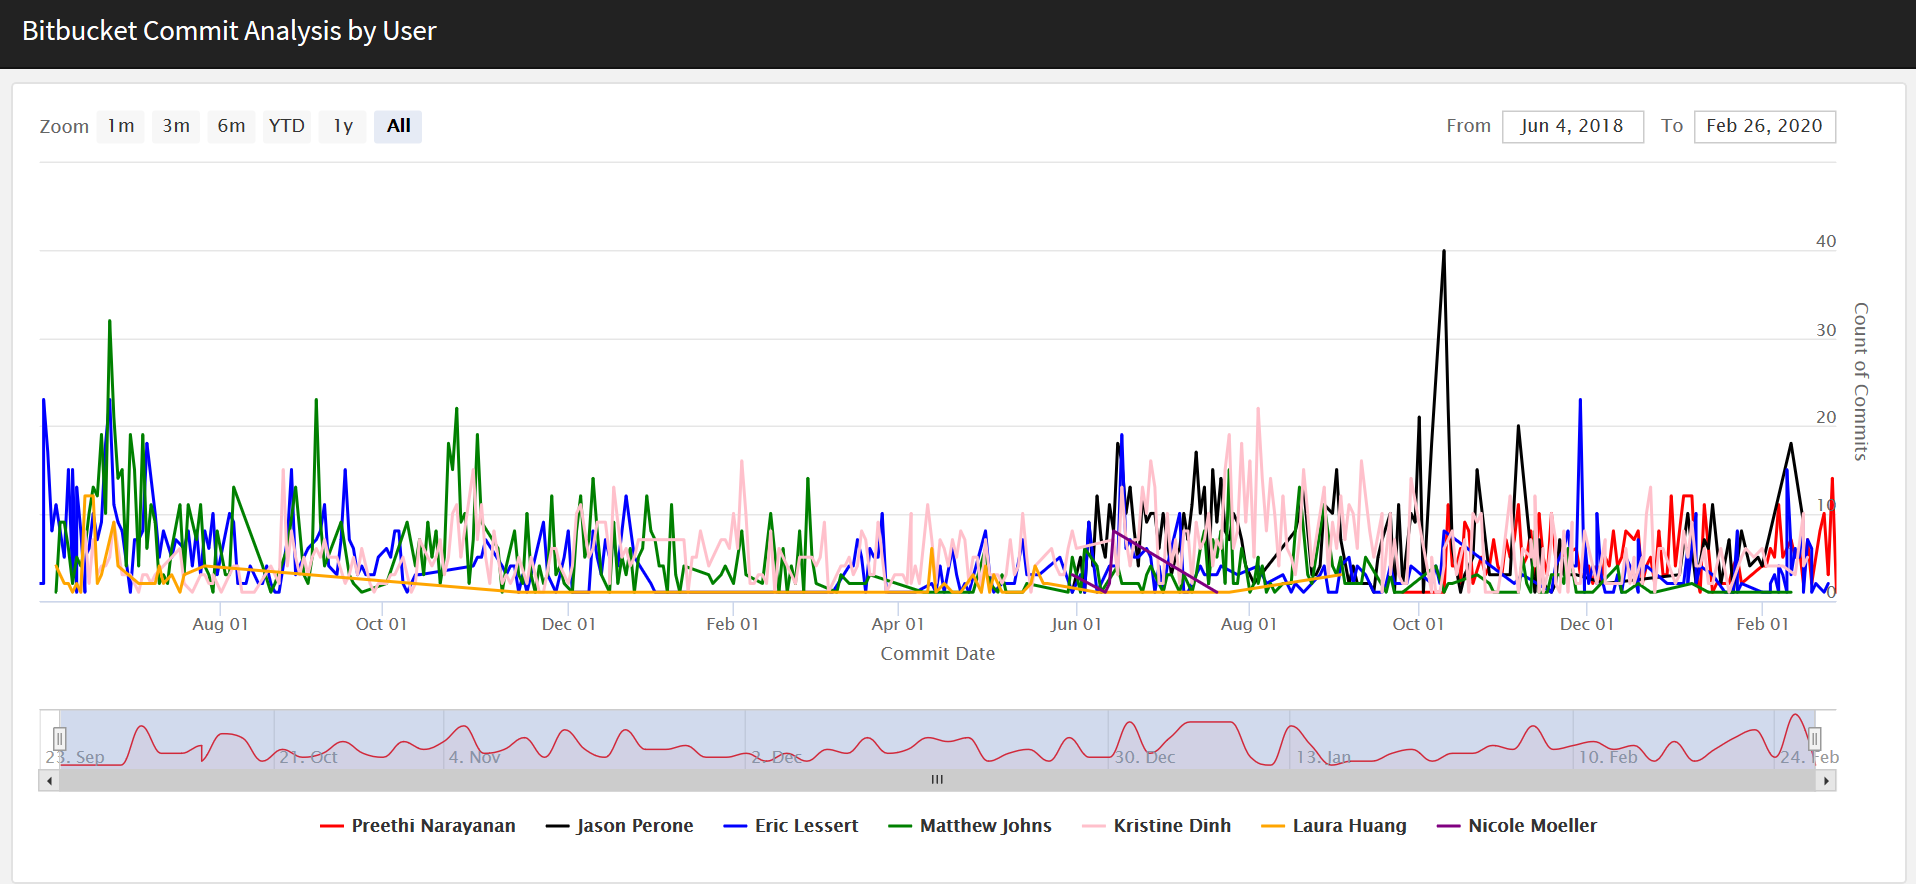 Bitbucket Commit Analysis by User
Zoom 1m 3m 6m YTD 1y All From Jun 4, 2018 To Feb 26, 2020
40
30
20
10
0
Count of Commits
Aug 01 Oct 01 Dec 01 Feb 01 Apr 01 Jun 01 Aug 01 Oct 01 Dec 01 Feb 01
Commit Date
23. Sep 21. Oct 4. Nov 2. Dec 30. Dec 13. Jan 10. Feb 24. Feb
Preethi Narayanan Jason Perone Eric Lessert Matthew Johns Kristine Dinh Laura Huang Nicole Moeller